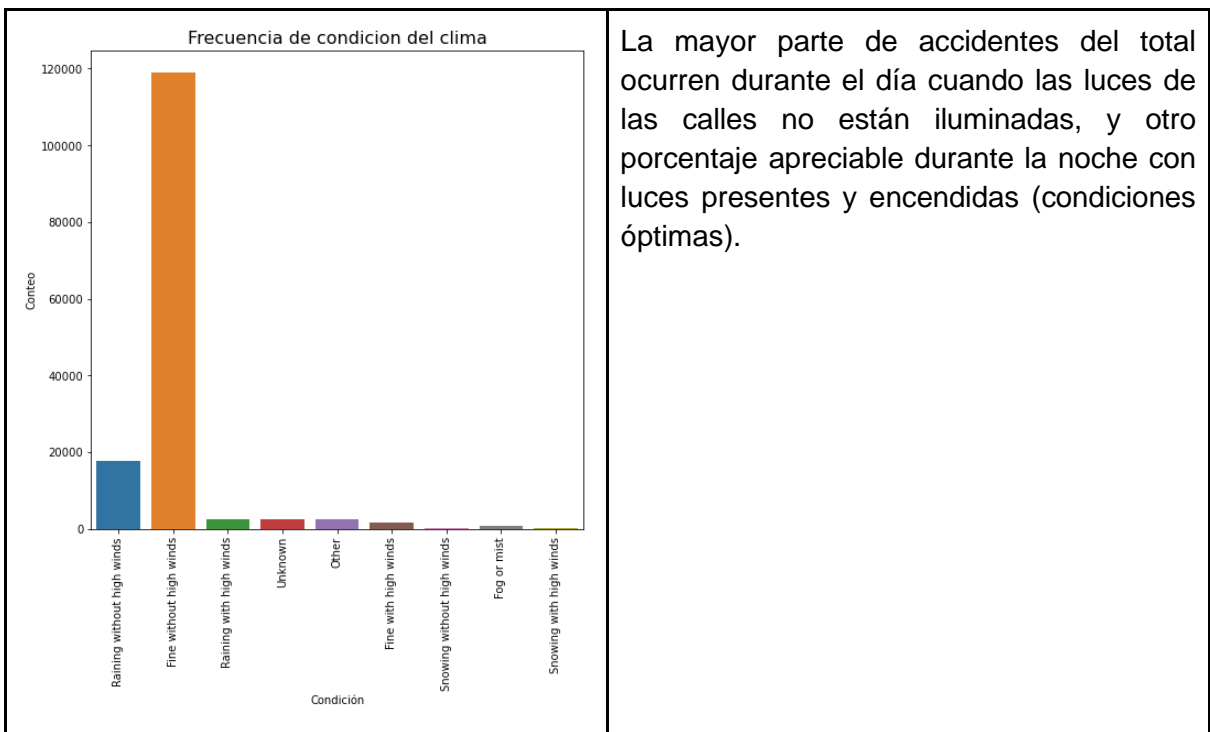 Frecuencia de condicion del clima
120000
100000
80000
60000
40000
20000
0
Conteo
Raining without high winds
Fine without high winds
Raining with high winds
Unknown
Other
Fine with high winds
Snowing without high winds
Fog or mist
Snowing with high winds
Condición
La mayor parte de accidentes del total
ocurren durante el día cuando las luces de
las calles no están iluminadas, y otro
porcentaje apreciable durante la noche con
luces presentes y encendidas (condiciones
óptimas).